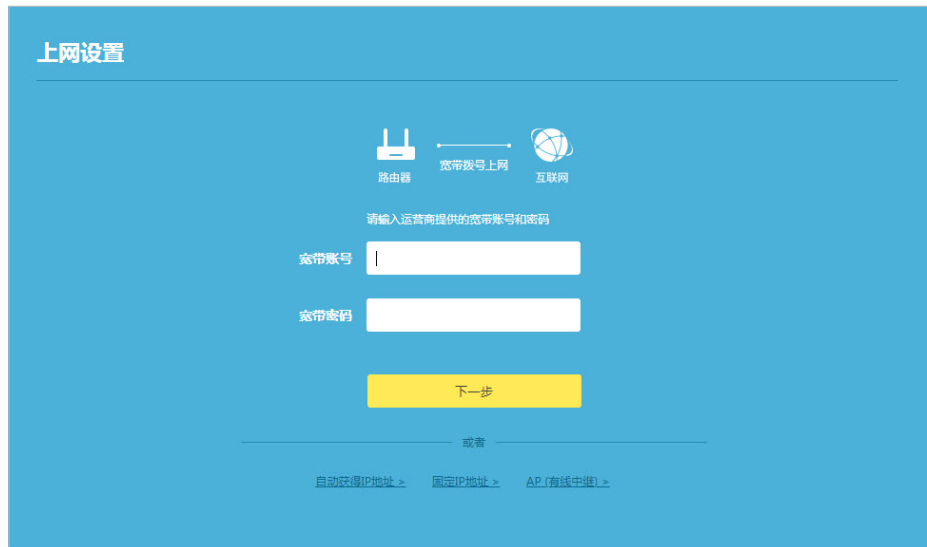 上网设置
路由器
宽带拨号上网
互联网
请输入运营商提供的宽带账号和密码
宽带账号
宽带密码
下一步
或者
自动获得IP地址 > 固定IP地址 > AP (有线中继) >